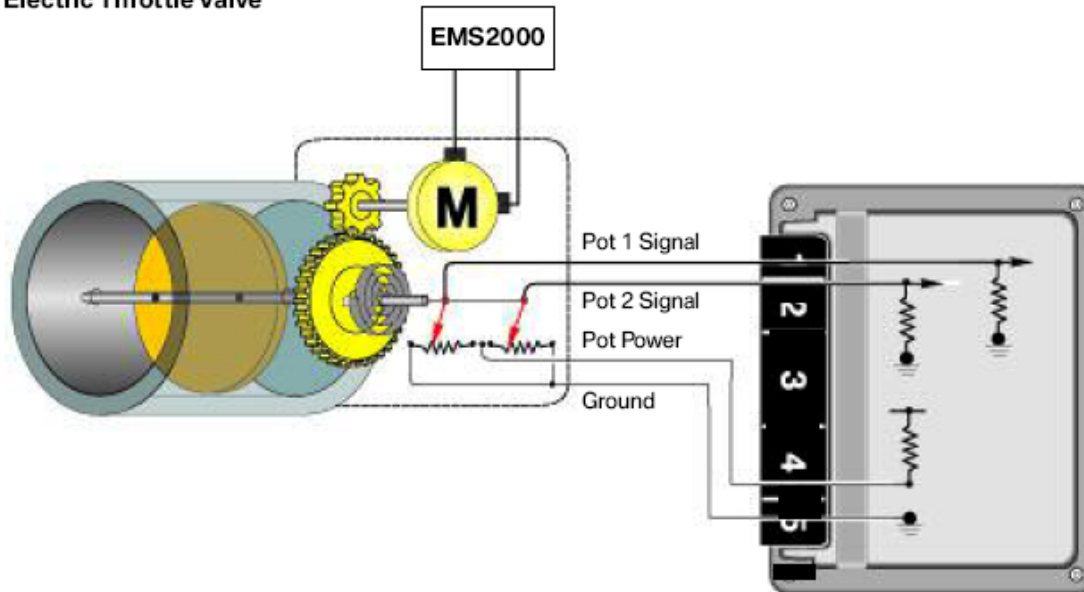 Electric Throttle Valve
EMS2000
M
Pot 1 Signal
Pot 2 Signal
Pot Power
Ground
1
2
3
4
5